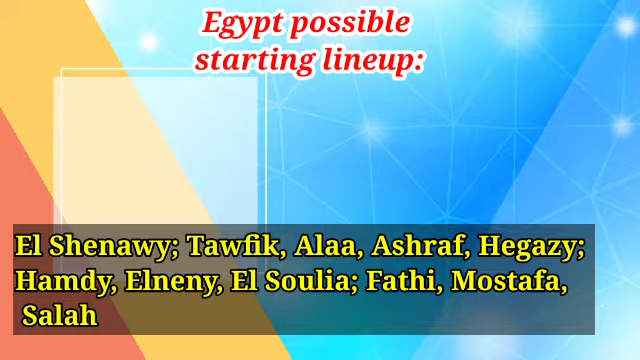 Egypt possible
starting lineup:
El Shenawy; Tawfik, Alaa, Ashraf, Hegazy;
Hamdy, Elneny, El Soulia; Fathi, Mostafa,
Salah